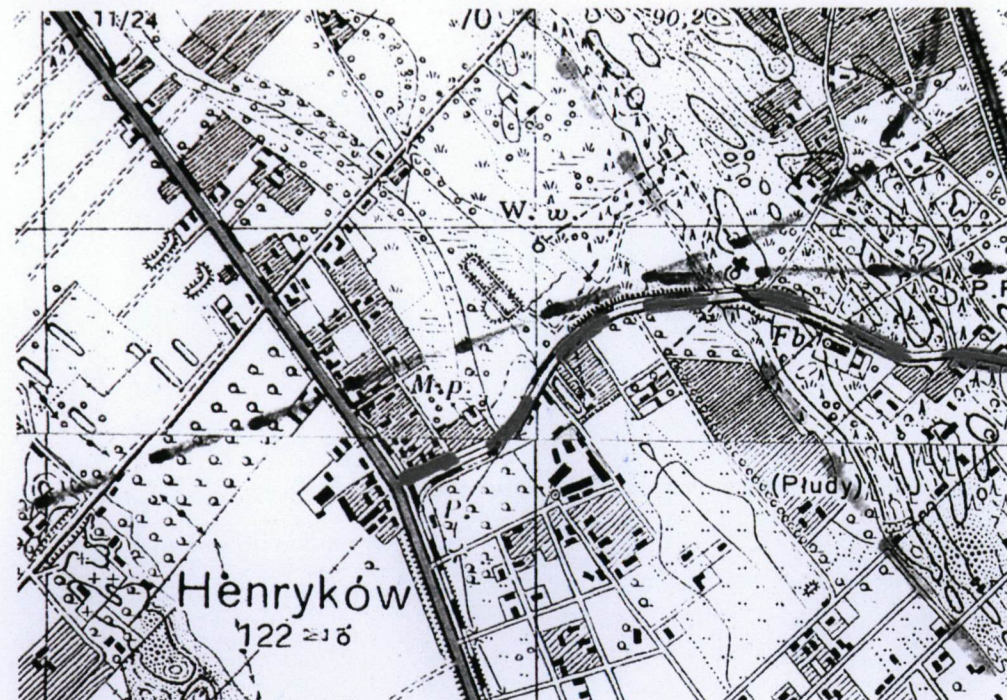 11/24
70
90,2
W. w
P.
Fb.
M. p.
(Płudy)
P.
Henryków
122